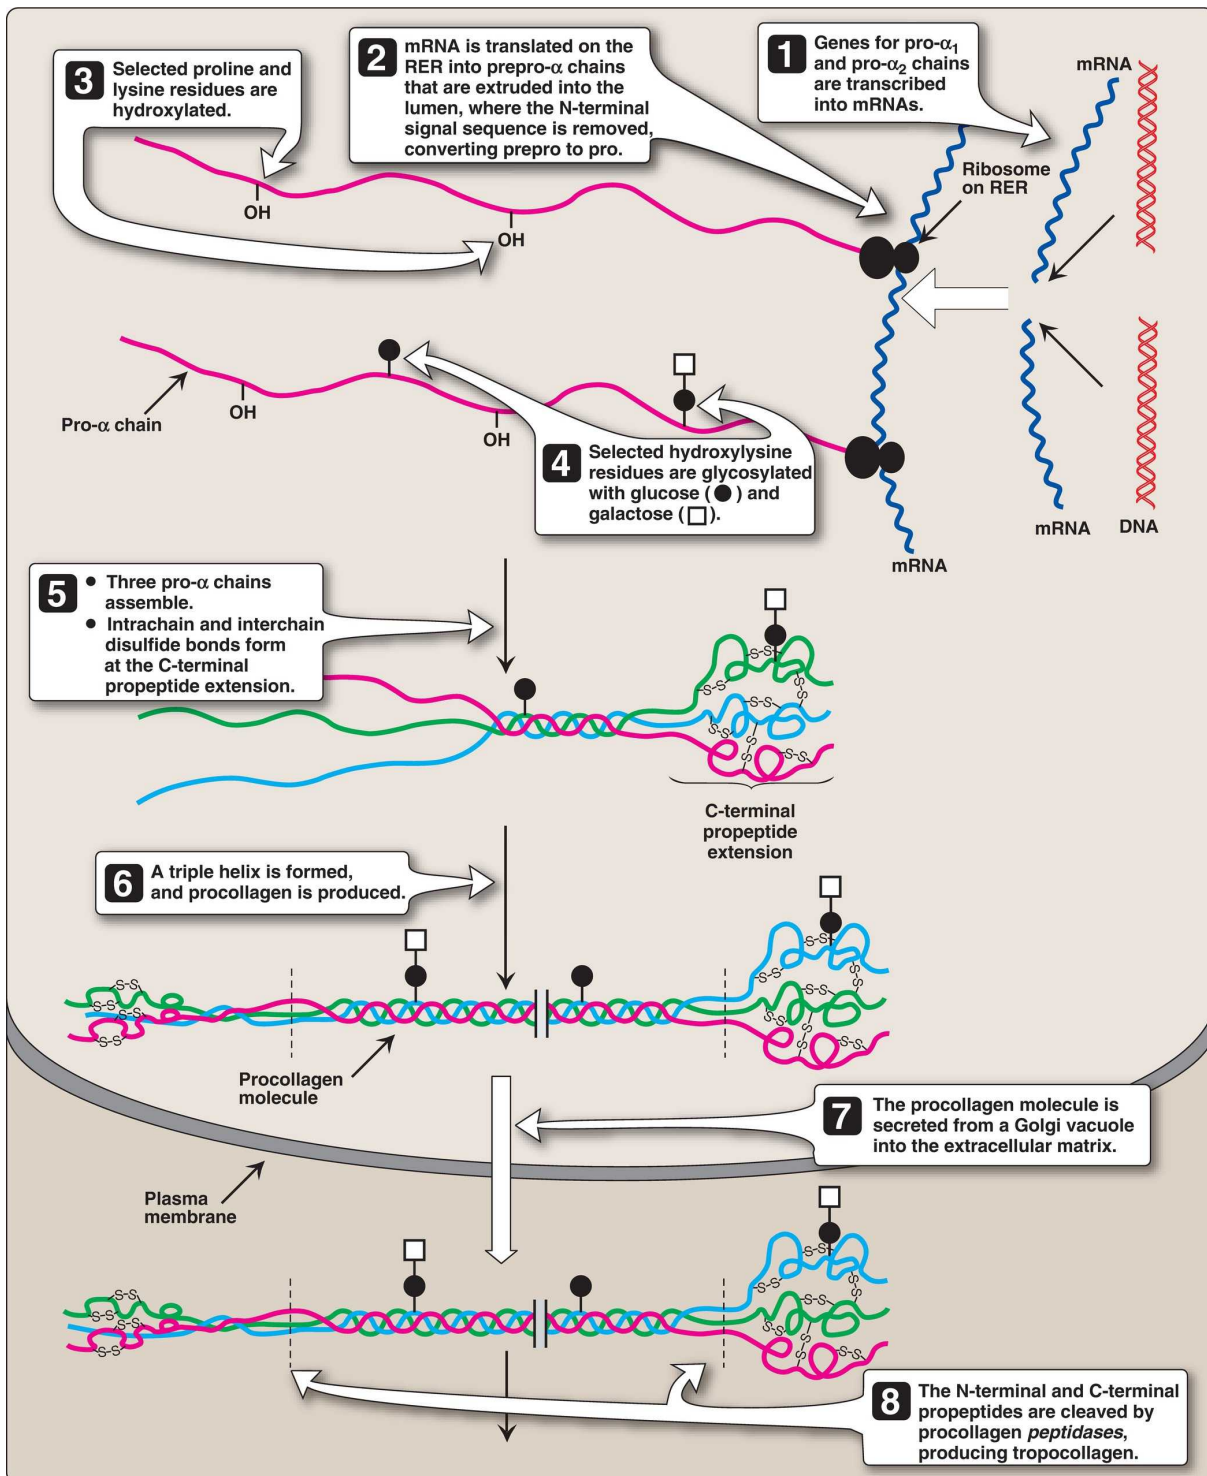 1
Genes for pro-α₁
and pro-α₂ chains
are transcribed
into mRNAs.
2
mRNA is translated on the
RER into prepro-α chains
that are extruded into the
lumen, where the N-terminal
signal sequence is removed,
converting prepro to pro.
3
Selected proline and
lysine residues are
hydroxylated.
mRNA
Ribosome
on RER
OH
OH
Pro-α chain
OH
OH
4
Selected hydroxylysine
residues are glycosylated
with glucose (●) and
galactose (□).
mRNA
DNA
mRNA
5
● Three pro-α chains
assemble.
● Intrachain and interchain
disulfide bonds form
at the C-terminal
propeptide extension.
S-S
S-S
S-S
S-S
S-S
S-S
S-S
C-terminal
propeptide
extension
6
A triple helix is formed,
and procollagen is produced.
S-S
S-S
S-S
S-S
S-S
S-S
S-S
S-S
S-S
S-S
Procollagen
molecule
7
The procollagen molecule is
secreted from a Golgi vacuole
into the extracellular matrix.
Plasma
membrane
S-S
S-S
S-S
S-S
S-S
S-S
S-S
S-S
S-S
S-S
8
The N-terminal and C-terminal
propeptides are cleaved by
procollagen peptidases,
producing tropocollagen.